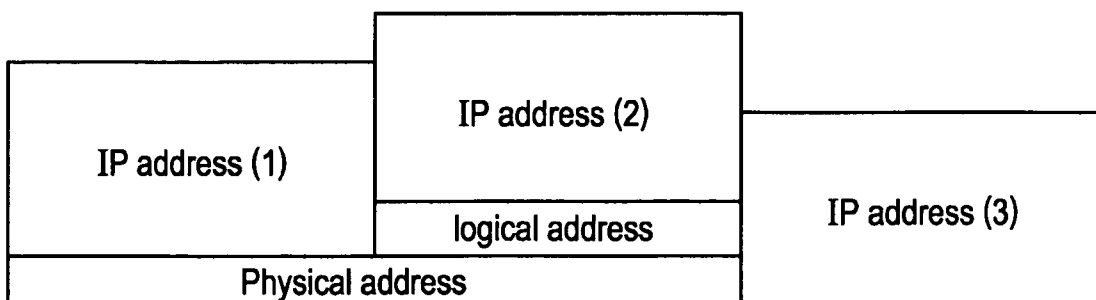 IP address (1)
IP address (2)
IP address (3)
logical address
Physical address